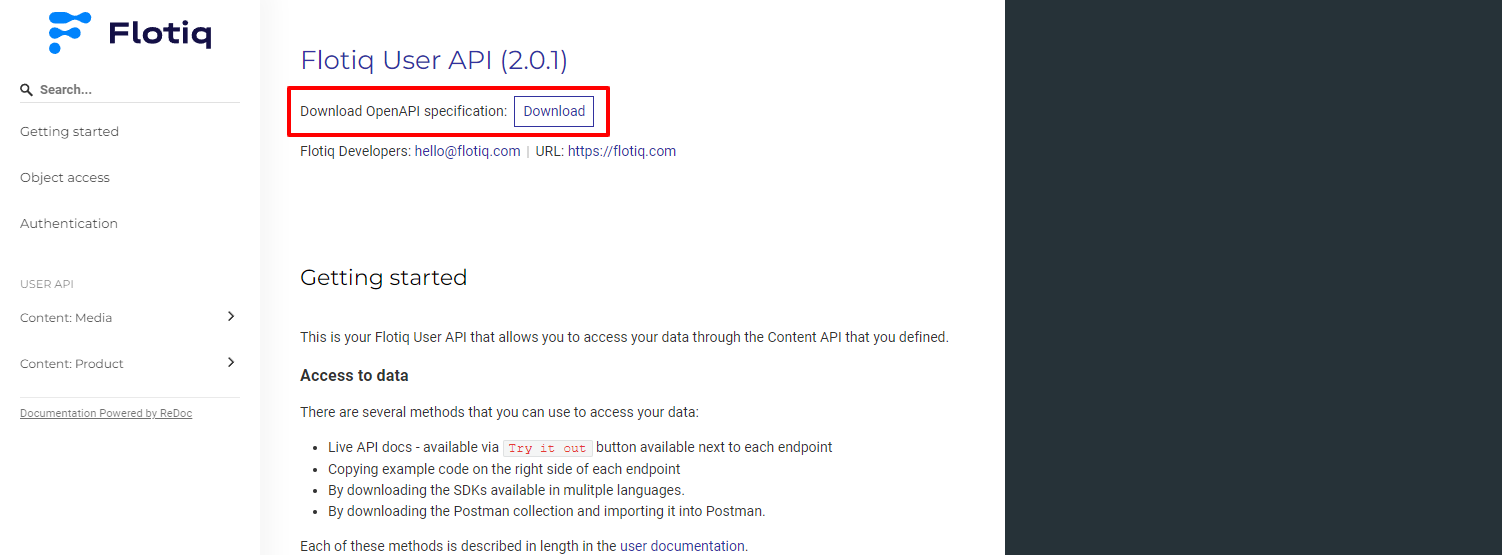 Flotiq
Search...
Getting started
Object access
Authentication
USER API
Content: Media
Content: Product
Documentation Powered by ReDoc
Flotiq User API (2.0.1)
Download OpenAPI specification: Download
Flotiq Developers: hello@flotiq.com | URL: https://flotiq.com
Getting started
This is your Flotiq User API that allows you to access your data through the Content API that you defined.
Access to data
There are several methods that you can use to access your data:
• Live API docs - available via Try it out button available next to each endpoint
• Copying example code on the right side of each endpoint
• By downloading the SDKs available in mulitple languages.
• By downloading the Postman collection and importing it into Postman.
Each of these methods is described in length in the user documentation.